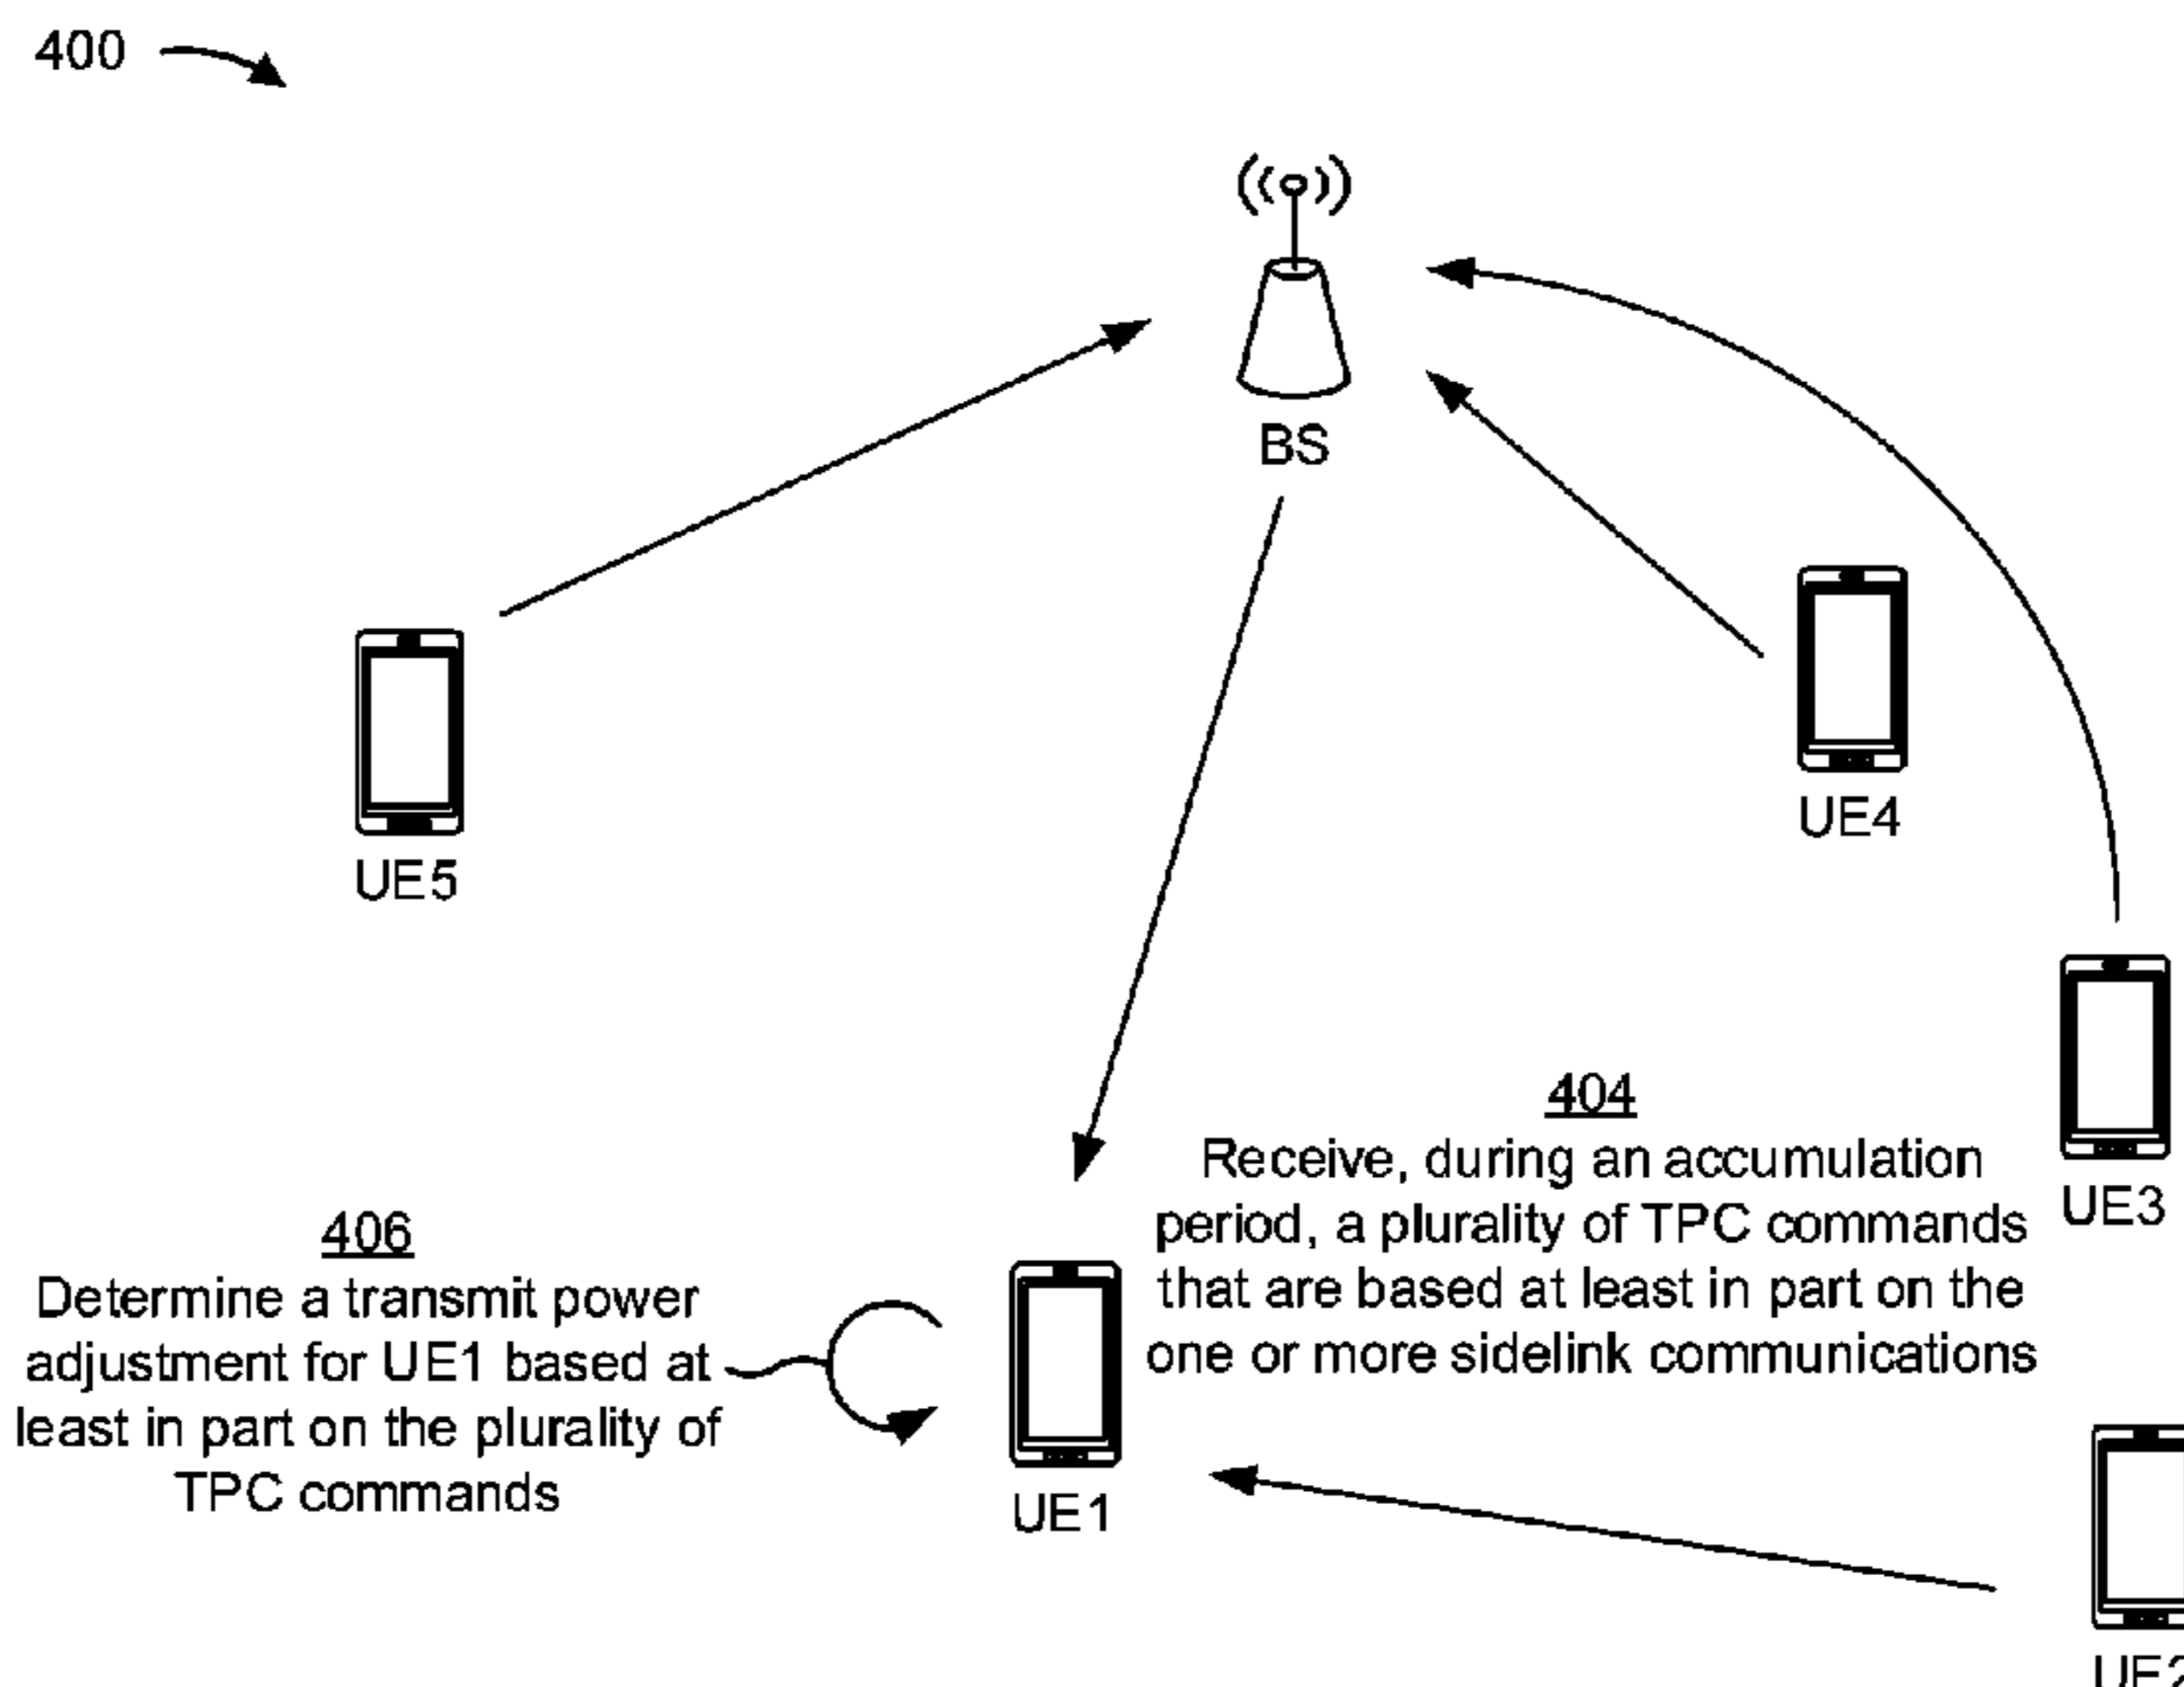 400
BS
UE5
UE4
UE3
404
Receive, during an accumulation
period, a plurality of TPC commands
that are based at least in part on the
one or more sidelink communications
406
Determine a transmit power
adjustment for UE1 based at
least in part on the plurality of
TPC commands
UE1
UE2